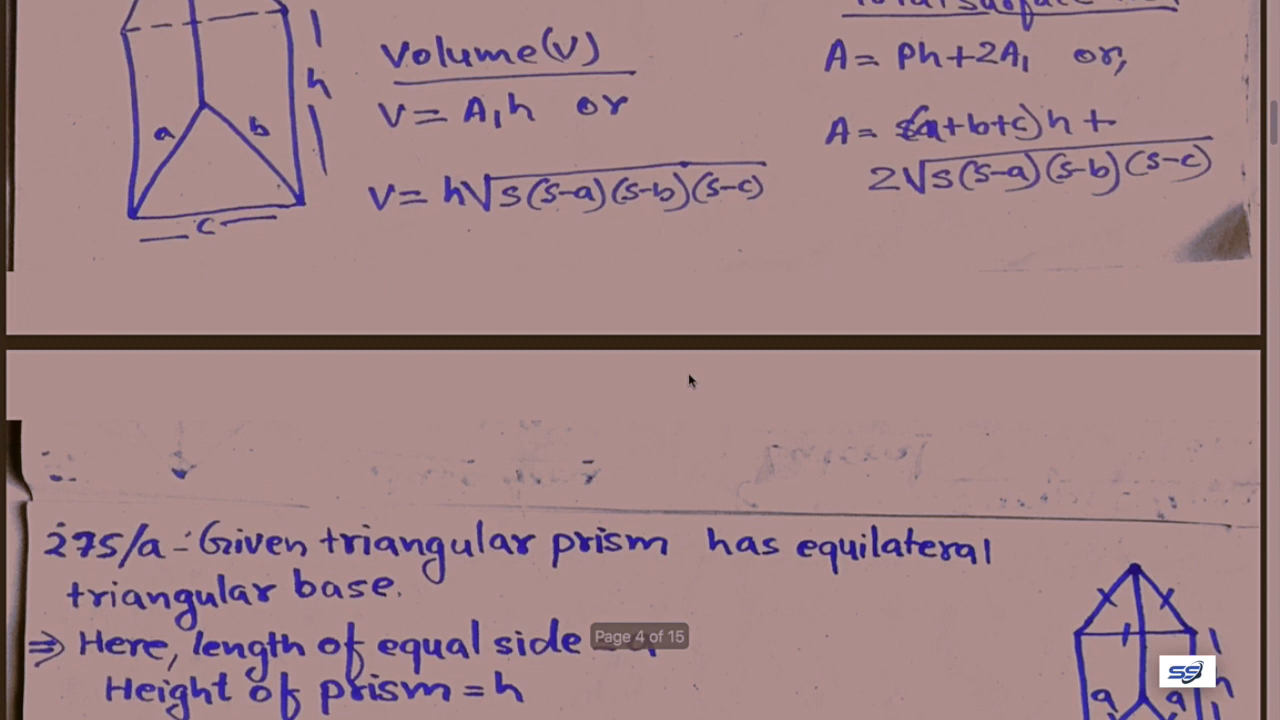 Volume(v)
V= A₁h or
V= h√s(s-a)(s-b)(s-c)
A= Ph+2A₁ or,
A= (a+b+c)h +
2√s(s-a)(s-b)(s-c)
h
a
b
c
275/a-: Given triangular prism has equilateral
triangular base.
⇒ Here, length of equal side
Page 4 of 15
Height of prism = h
a
a
h
SS